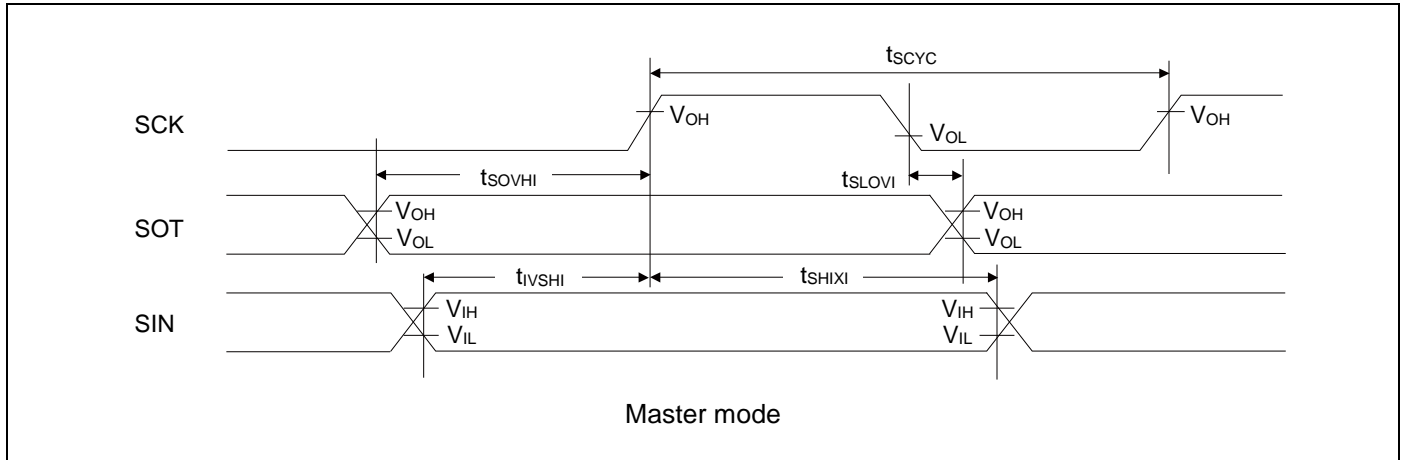 tSCYC
SCK
VOH
VOL
VOH
tSOVHI
tSLOVI
SOT
VOH
VOL
VOH
VOL
tIVSHI
tSHIXI
SIN
VIH
VIL
VIH
VIL
Master mode